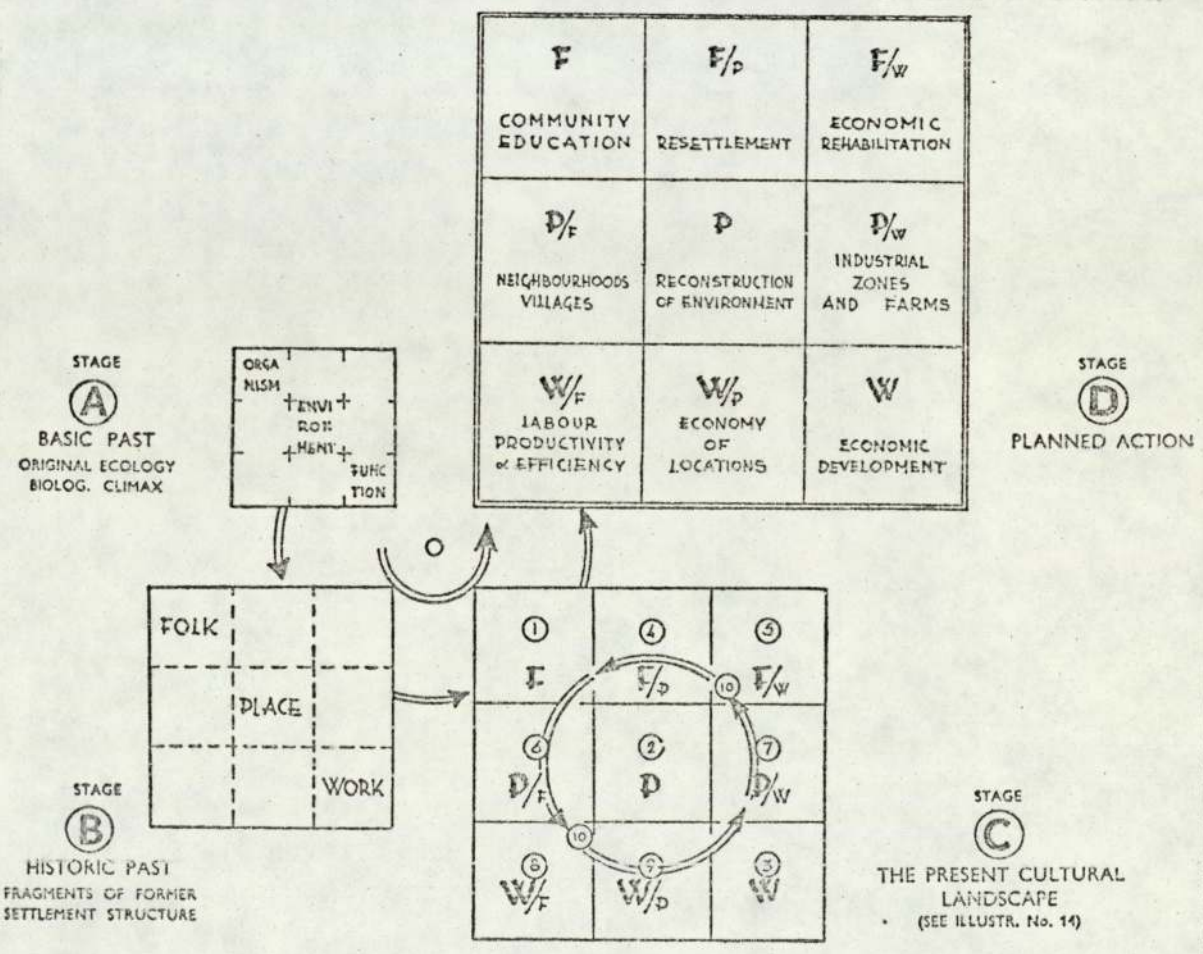 F
F/P
F/W
COMMUNITY
EDUCATION
RESETTLEMENT
ECONOMIC
REHABILITATION
P/F
P
P/W
NEIGHBOURHOODS
VILLAGES
RECONSTRUCTION
OF ENVIRONMENT
INDUSTRIAL
ZONES
AND FARMS
W/F
W/P
W
LABOUR
PRODUCTIVITY
& EFFICIENCY
ECONOMY
OF
LOCATIONS
ECONOMIC
DEVELOPMENT
STAGE
A
BASIC PAST
ORIGINAL ECOLOGY
BIOLOG. CLIMAX
ORGA
NISM
ENVI
RON
MENT
FUNC
TION
STAGE
D
PLANNED ACTION
FOLK
PLACE
WORK
STAGE
B
HISTORIC PAST
FRAGMENTS OF FORMER
SETTLEMENT STRUCTURE
1
4
5
F
F/P
F/W
10
6
2
7
P/F
P
P/W
10
8
9
3
W/F
W/P
W
STAGE
C
THE PRESENT CULTURAL
LANDSCAPE
(SEE ILLUSTR. No. 14)